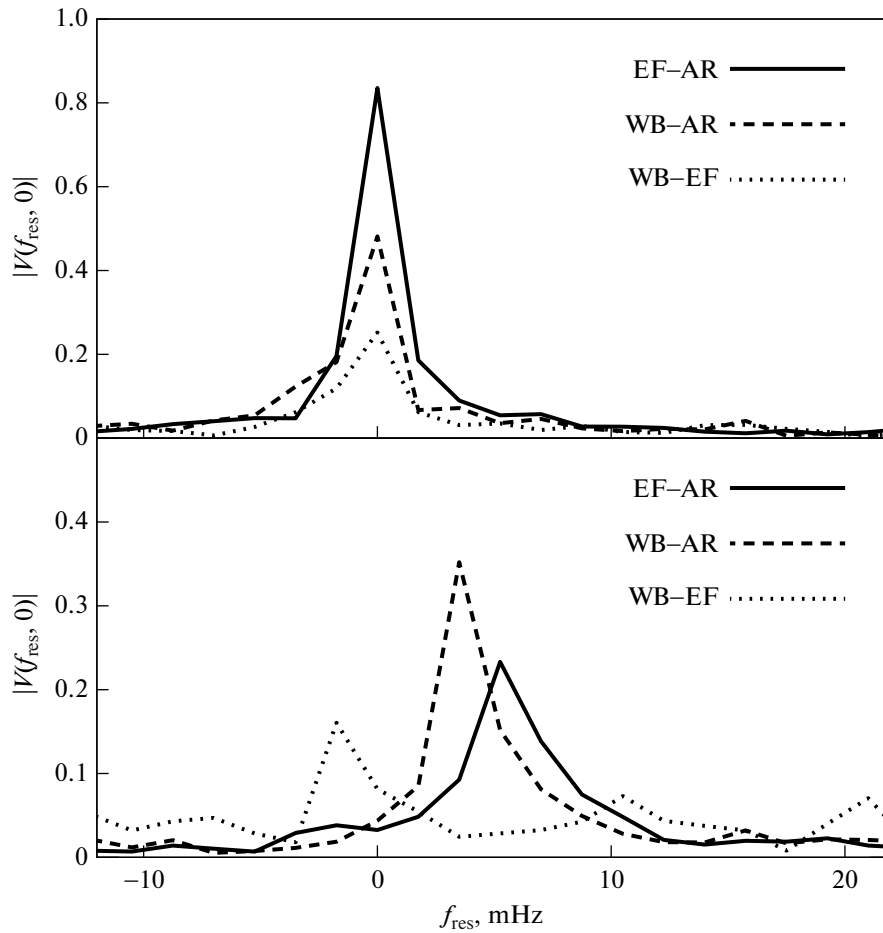 1.0
EF–AR
0.8
WB–AR
WB–EF
0.6
|V(f_res, 0)|
0.4
0.2
0
EF–AR
0.4
WB–AR
0.3
WB–EF
|V(f_res, 0)|
0.2
0.1
0
–10 0 10 20
f_res, mHz